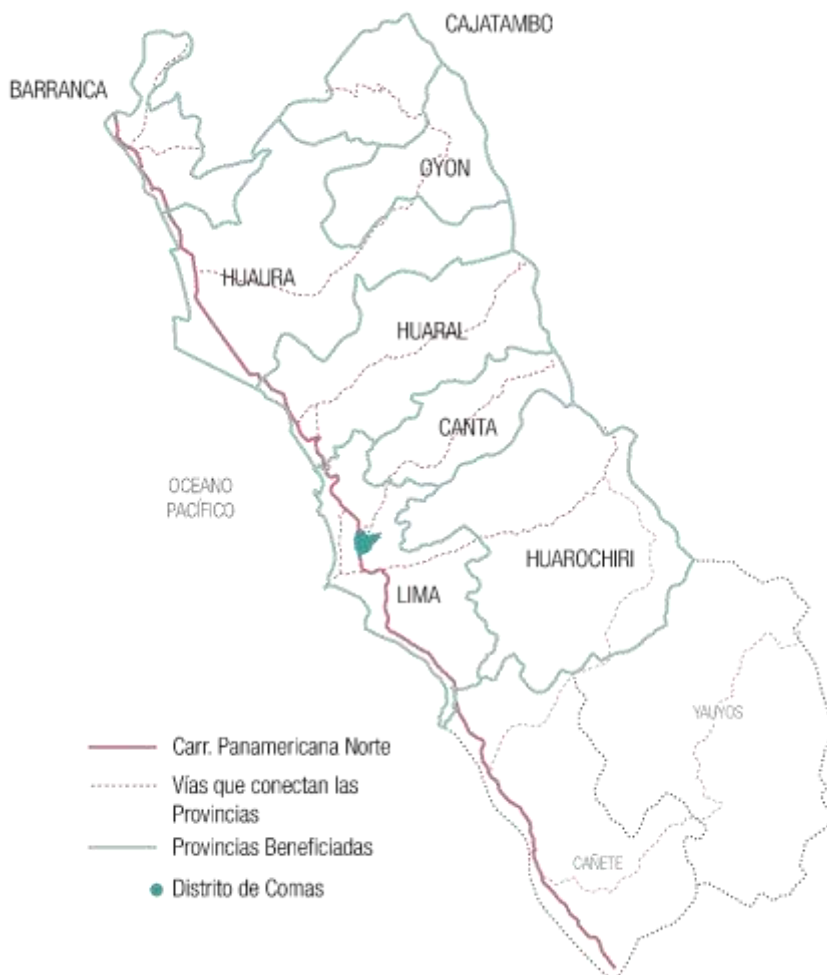 CAJATAMBO
BARRANCA
OYON
HUAURA
HUARAL
CANTA
OCEANO
PACÍFICO
HUAROCHIRI
LIMA
YAUYOS
Carr. Panamericana Norte
Vías que conectan las
Provincias
Provincias Beneficiadas
CAÑETE
Distrito de Comas